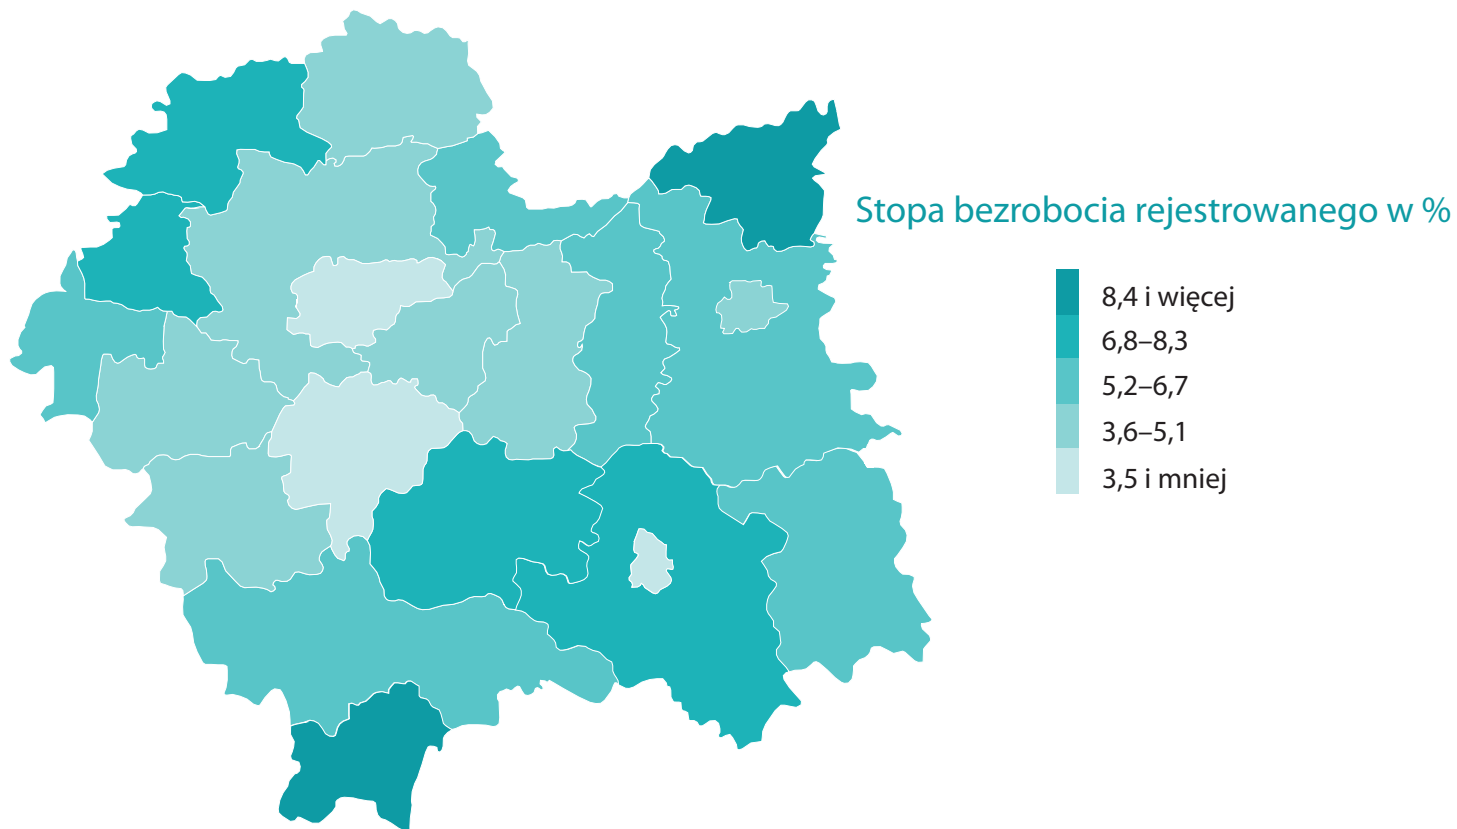 Stopa bezrobocia rejestrowanego w %
8,4 i więcej
6,8–8,3
5,2–6,7
3,6–5,1
3,5 i mniej